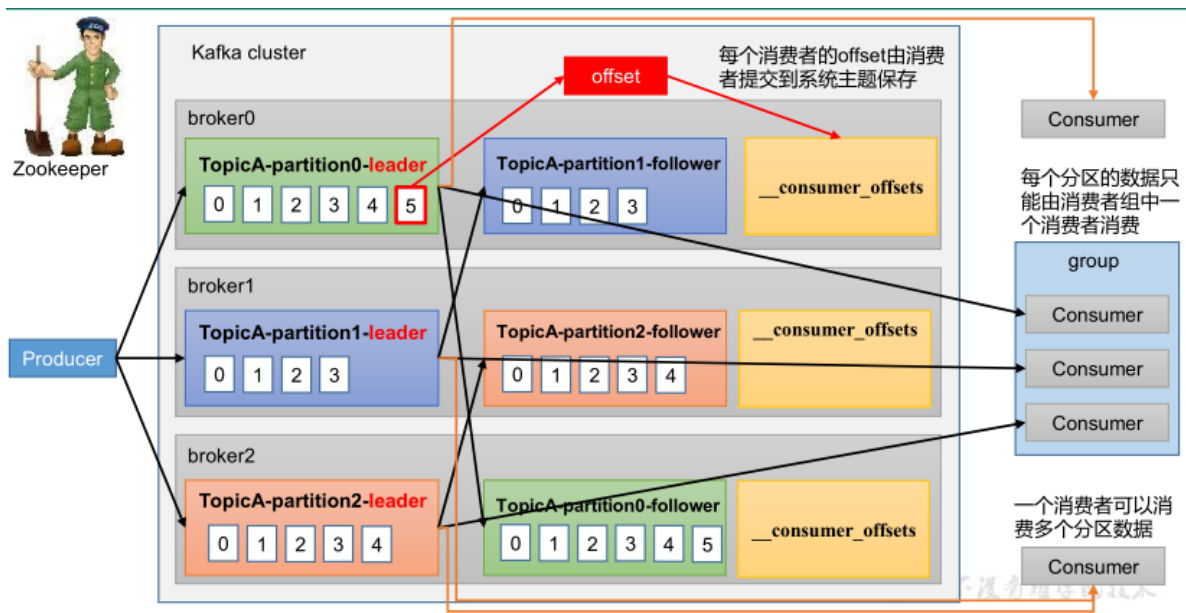 Kafka cluster
offset
每个消费者的offset由消费
者提交到系统主题保存
Zookeeper
broker0
TopicA-partition0-leader
0 1 2 3 4 5
TopicA-partition1-follower
0 1 2 3
__consumer_offsets
Consumer
每个分区的数据只
能由消费者组中一
个消费者消费
group
Consumer
Consumer
Consumer
Producer
broker1
TopicA-partition1-leader
0 1 2 3
TopicA-partition2-follower
0 1 2 3 4
__consumer_offsets
broker2
TopicA-partition2-leader
0 1 2 3 4
TopicA-partition0-follower
0 1 2 3 4 5
__consumer_offsets
一个消费者可以消
费多个分区数据
Consumer